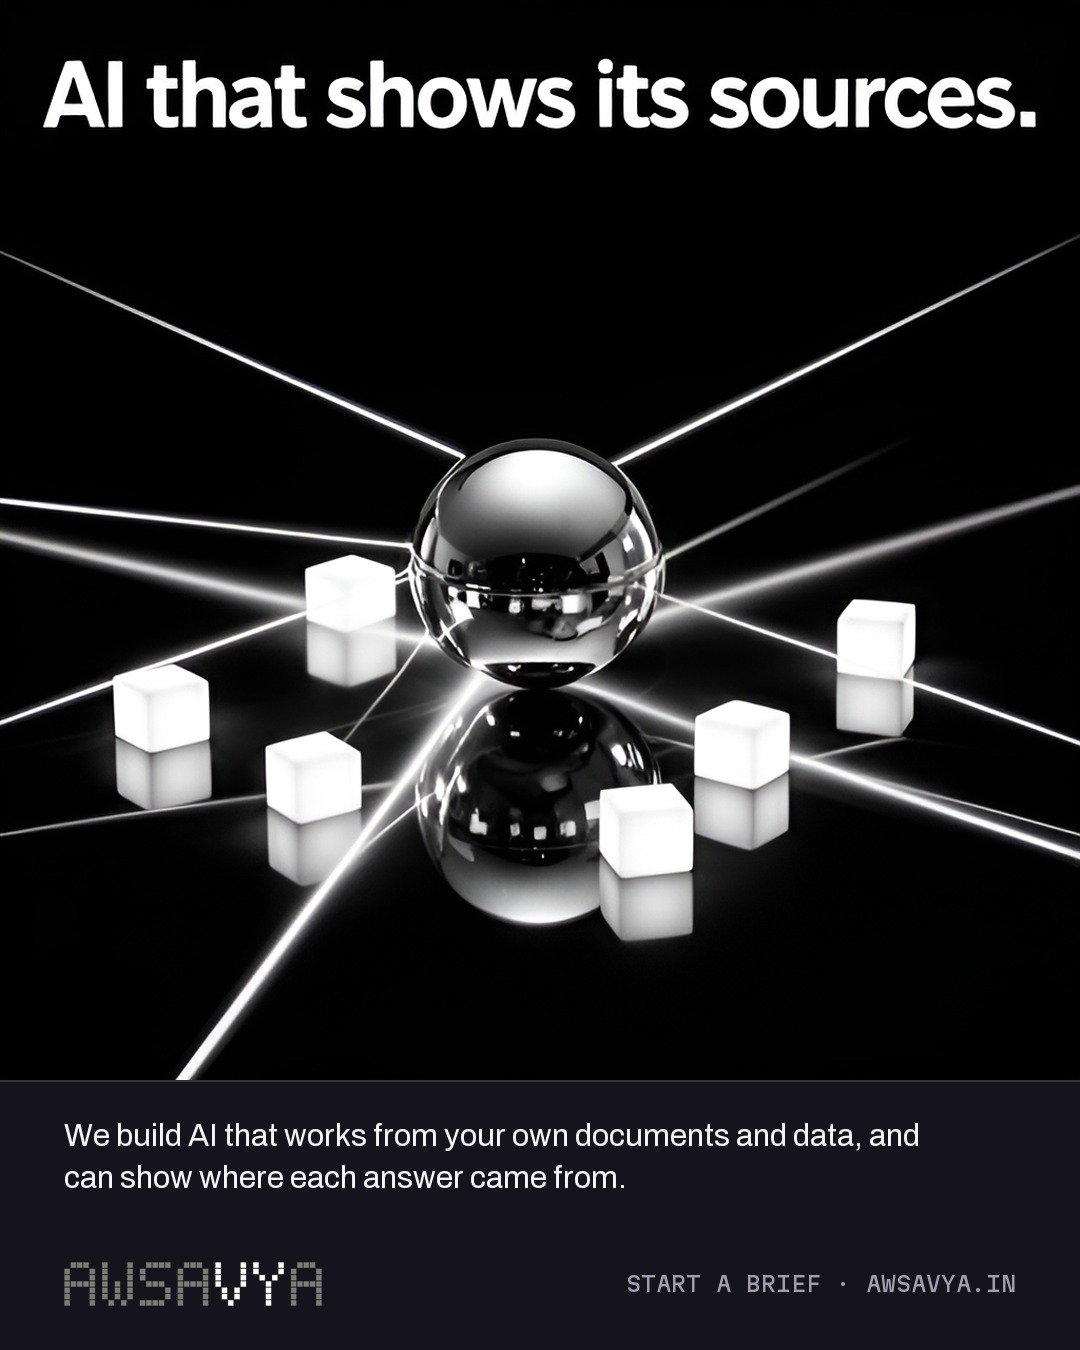 AI that shows its sources.
We build AI that works from your own documents and data, and
can show where each answer came from.
AWSAVYA
START A BRIEF · AWSAVYA.IN